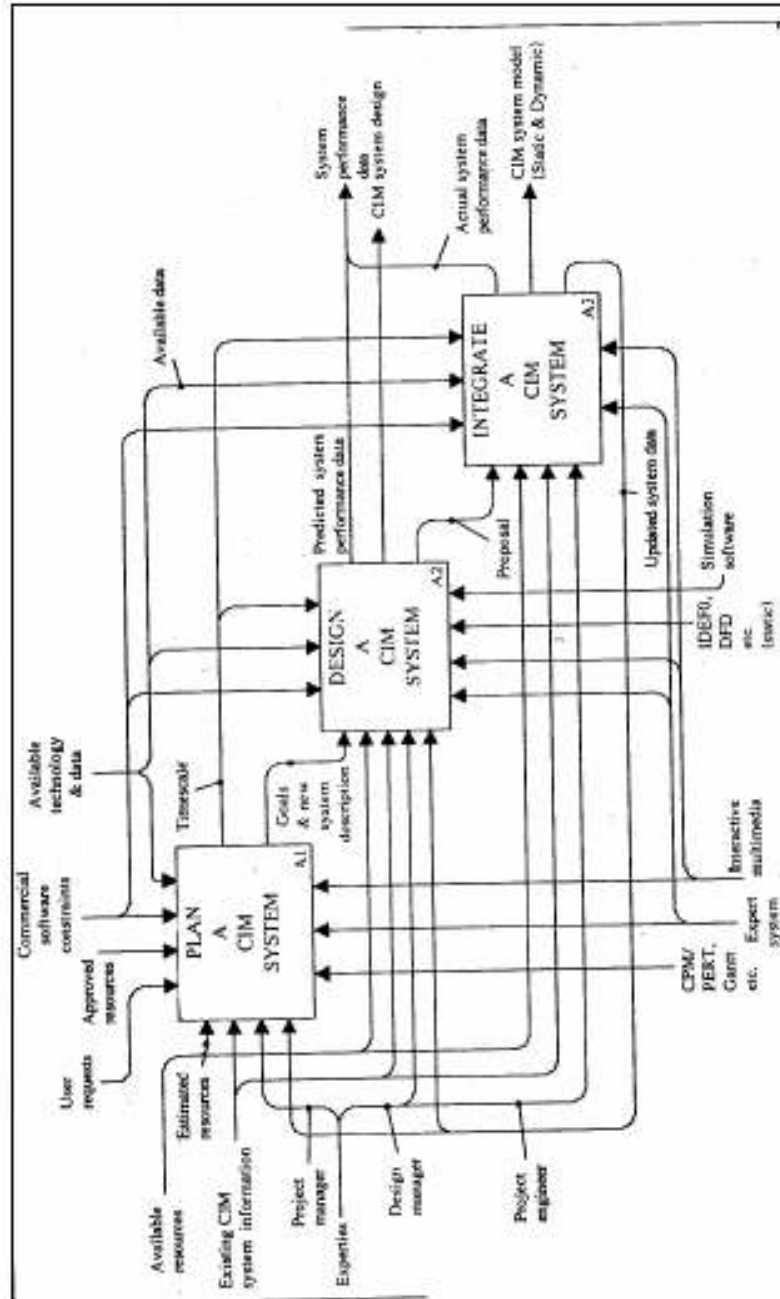 User
requests
Approved
resources
Commercial
software
constraints
Available
technology
& data
Available data
System
performance
data
CIM system design
Actual system
performance data
CIM system model
(Static & Dynamic)
Timescale
Predicted system
performance data
Available
resources
Estimated
resources
Existing CIM
system information
Project
manager
Experties
Design
manager
Project
engineer
PLAN
A
CIM
SYSTEM
A1
Goals
& new
system
description
DESIGN
A
CIM
SYSTEM
A2
Proposal
INTEGRATE
A
CIM
SYSTEM
A3
Updated system data
CPM/
PERT,
Gantt
etc.
Expert
system
Interactive
multimedia
IDEF0,
DFD
etc.
(static)
Simulation
software